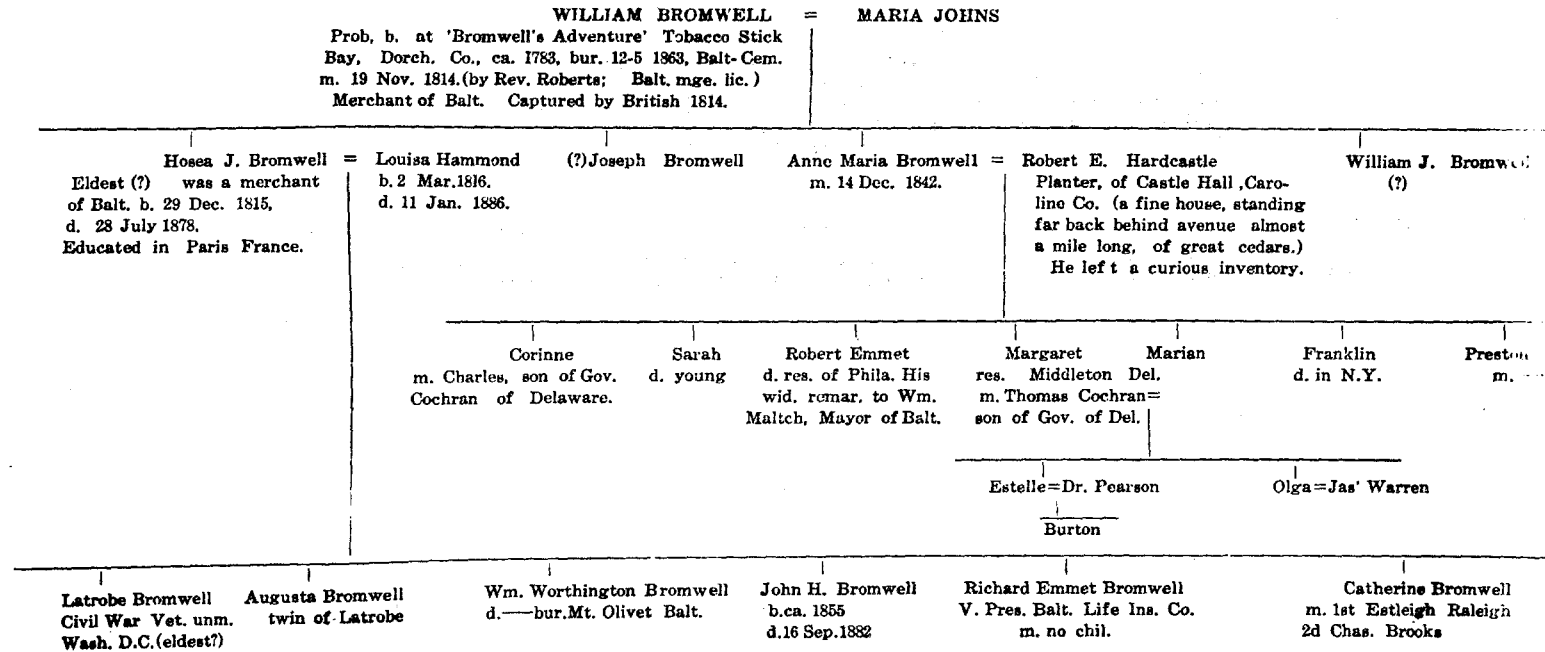 WILLIAM BROMWELL = MARIA JOHNS
Prob, b. at 'Bromwell's Adventure' Tobacco Stick
Bay, Dorch. Co., ca. I783, bur. 12-5 1863, Balt-Cem.
m. 19 Nov. 1814.(by Rev. Roberts; Balt. mge. lic.)
Merchant of Balt. Captured by British 1814.
Hosea J. Bromwell =
Eldest (?) was a merchant
of Balt. b. 29 Dec. 1815,
d. 28 July 1878.
Educated in Paris France.
Louisa Hammond
b. 2 Mar.1816.
d. 11 Jan. 1886.
(?)Joseph Bromwell
Anne Maria Bromwell =
m. 14 Dec. 1842.
Robert E. Hardcastle
Planter, of Castle Hall ,Caro-
line Co. (a fine house, standing
far back behind avenue almost
a mile long, of great cedars.)
He left a curious inventory.
William J.
(?)
Corinne
m. Charles, son of Gov.
Cochran of Delaware.
Sarah
d. young
Robert Emmet
d. res. of Phila. His
wid. remar. to Wm.
Maltch, Mayor of Balt.
Margaret
res. Middleton Del.
m. Thomas Cochran=
son of Gov. of Del.
Marian
Franklin
d. in N.Y.
m.
Estelle=Dr. Pearson
Olga=Jas' Warren
Burton
Latrobe Bromwell
Civil War Vet. unm.
Wash. D.C.(eldest?)
Augusta Bromwell
twin of Latrobe
Wm. Worthington Bromwell
d.——bur.Mt. Olivet Balt.
John H. Bromwell
b.ca. 1855
d.16 Sep.1882
Richard Emmet Bromwell
V. Pres. Balt. Life Ins. Co.
m. no chil.
Catherine Bromwell
m. 1st Estleigh Raleigh
2d Chas. Brooks